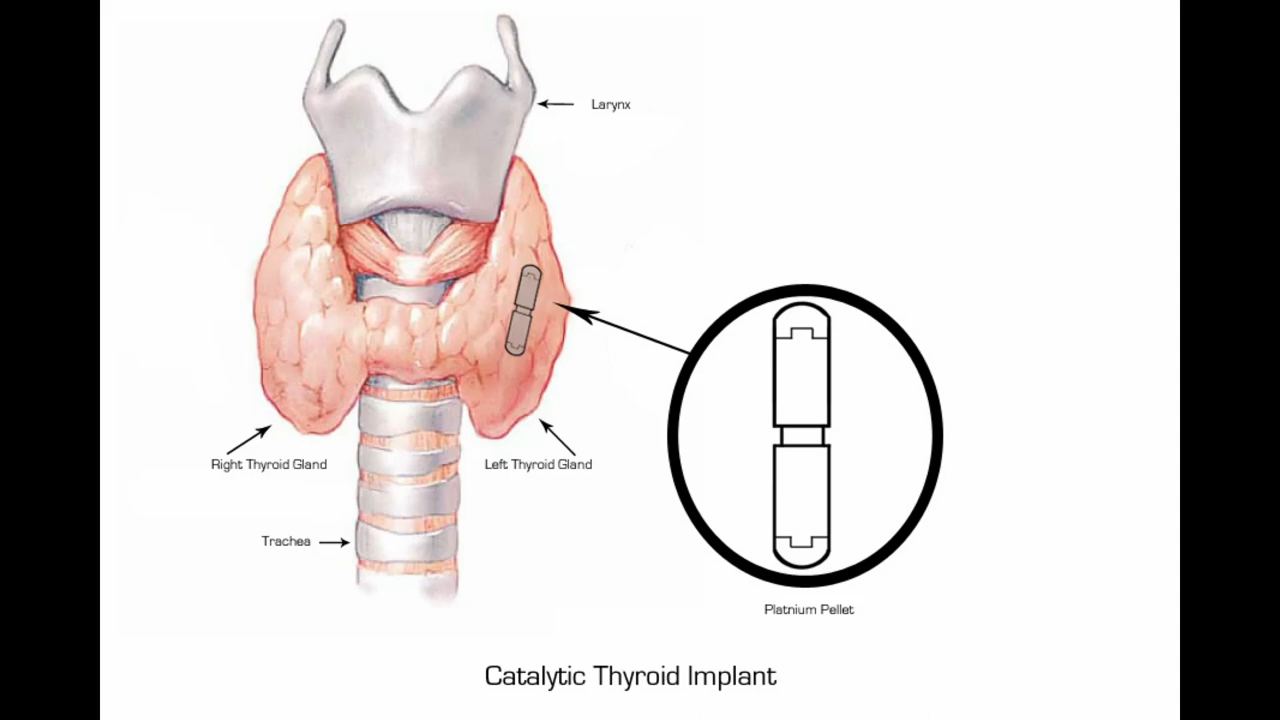 Larynx
Right Thyroid Gland
Left Thyroid Gland
Trachea
Platnium Pellet
Catalytic Thyroid Implant